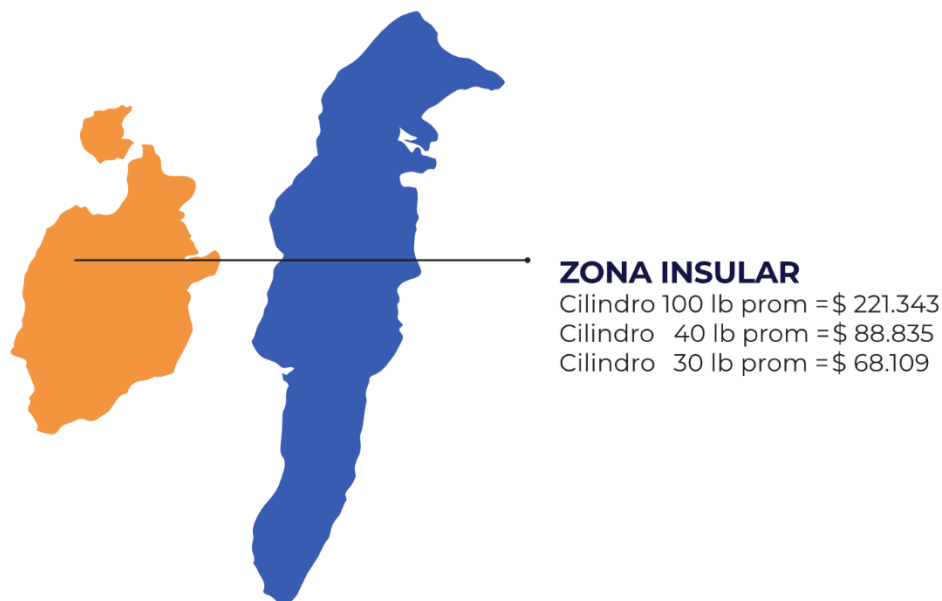 ZONA INSULAR
Cilindro 100 lb prom = $ 221.343
Cilindro 40 lb prom = $ 88.835
Cilindro 30 lb prom = $ 68.109